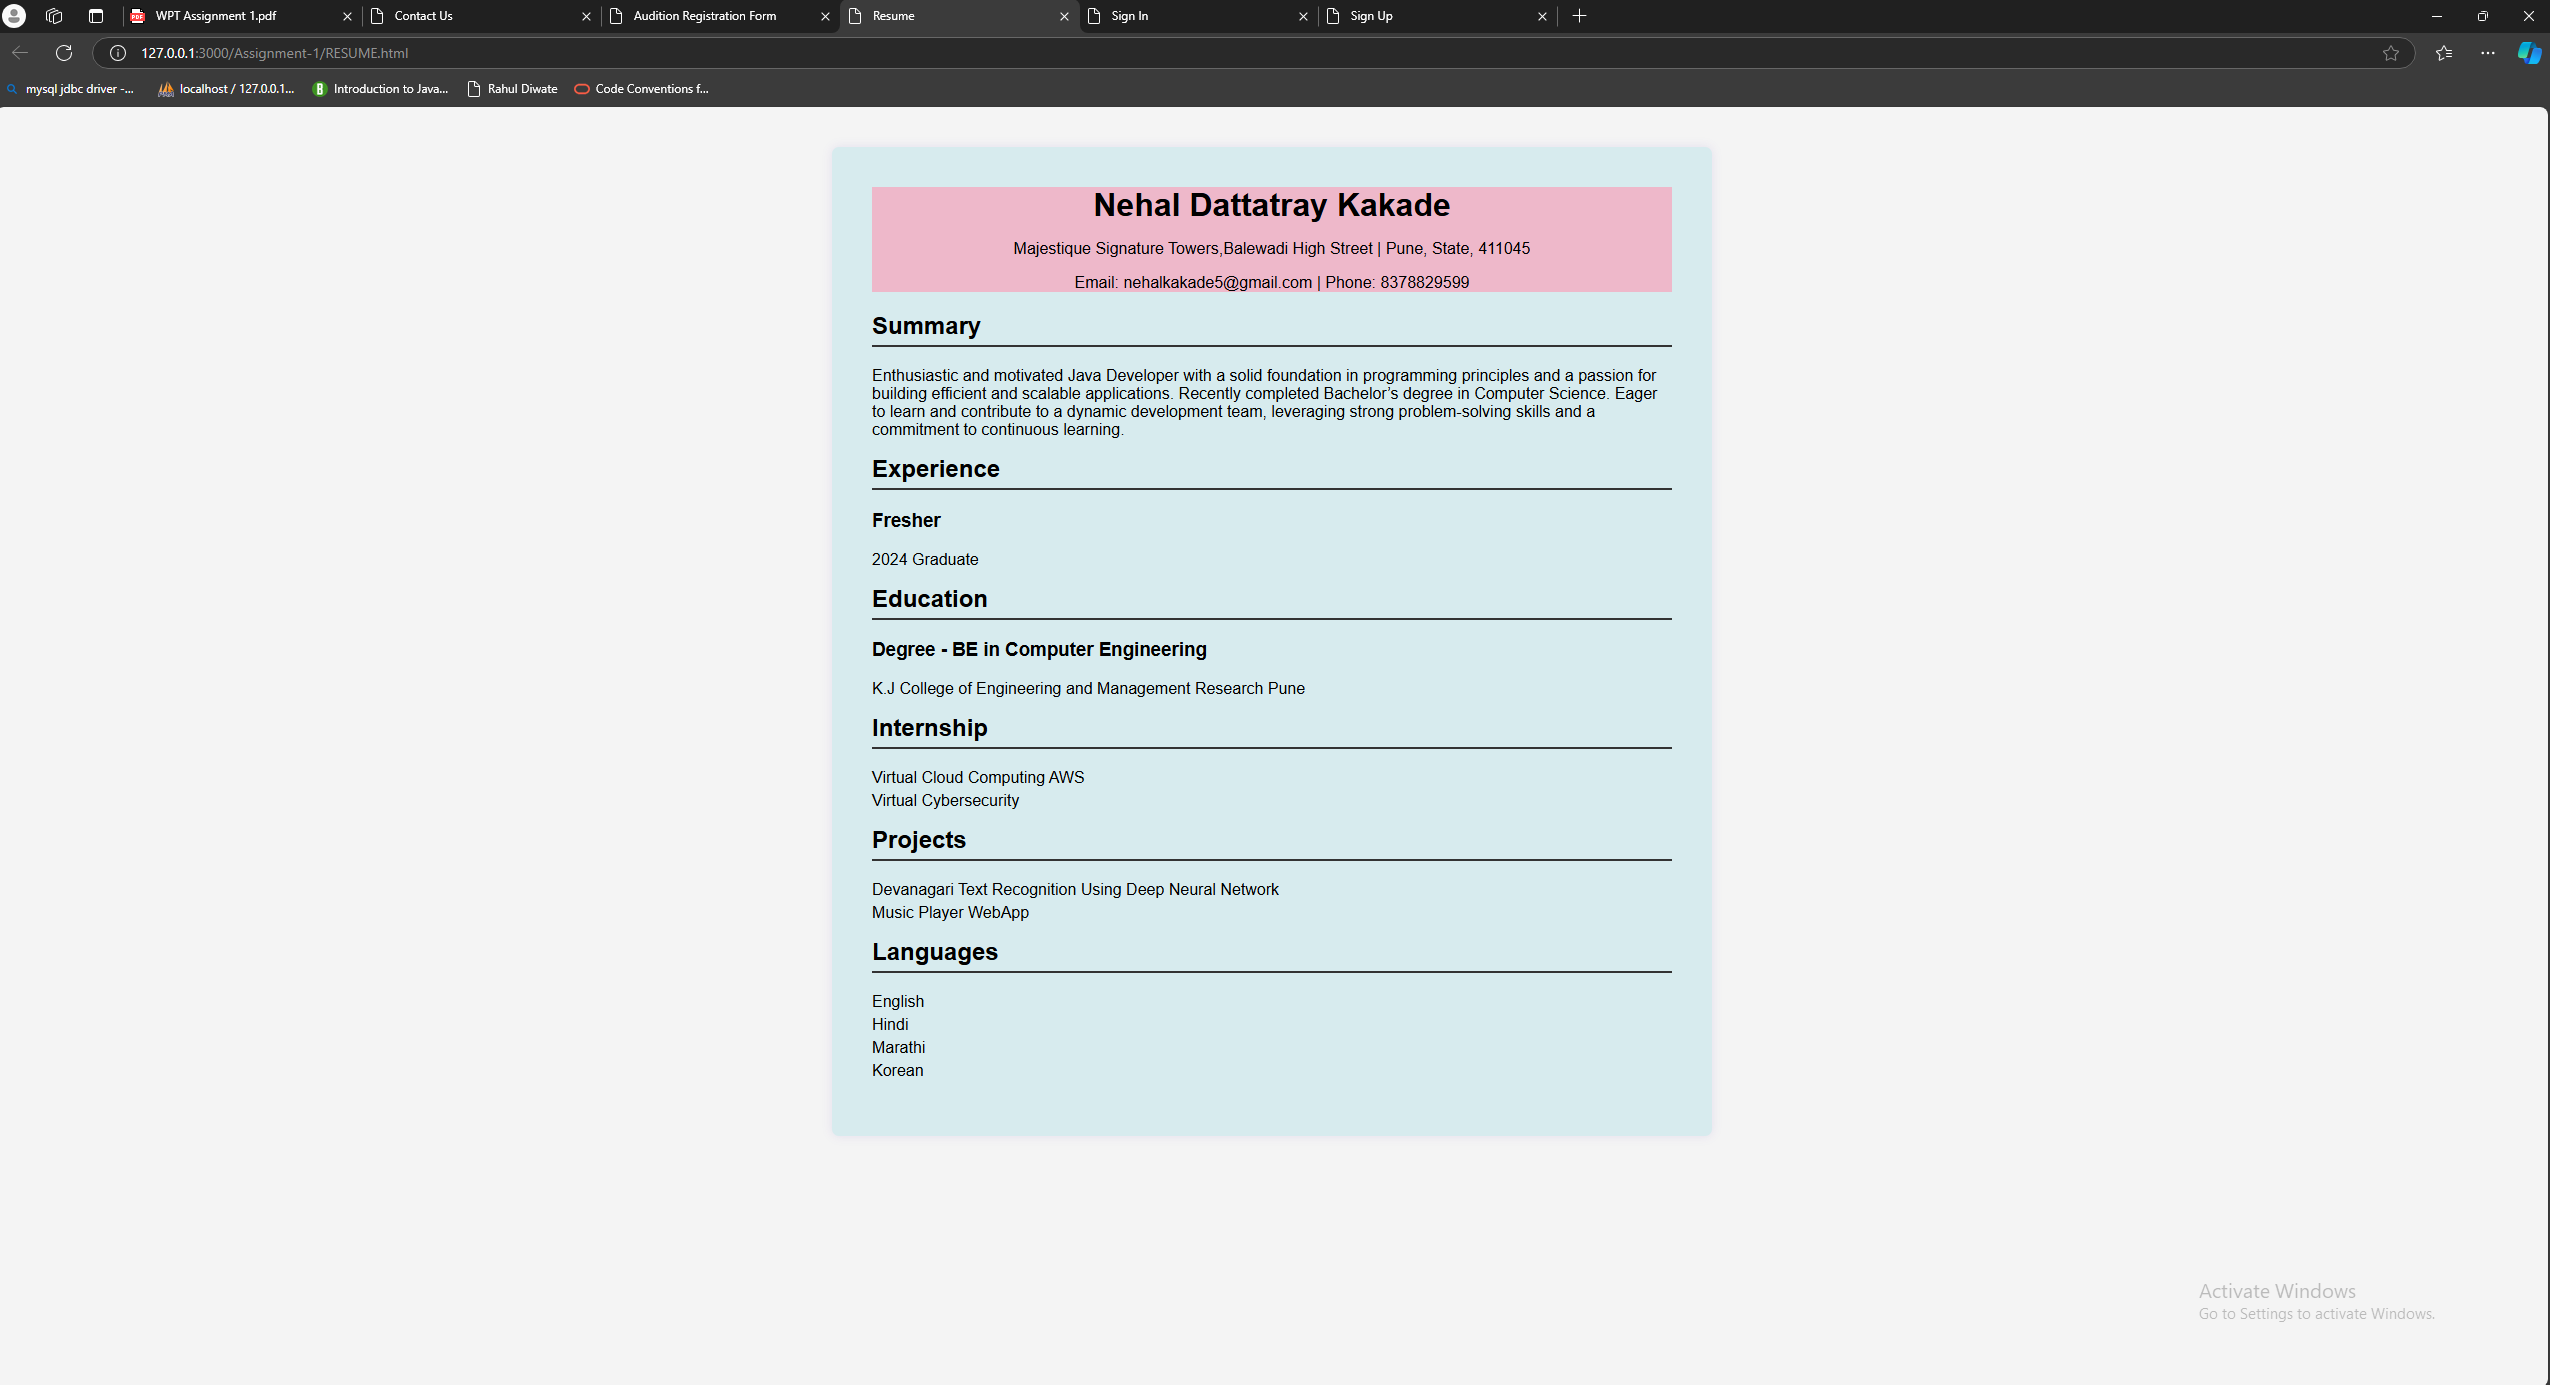 WPT Assignment 1.pdf
Contact Us
Audition Registration Form
Resume
Sign In
Sign Up
127.0.0.1:3000/Assignment-1/RESUME.html
mysql jdbc driver -...
localhost / 127.0.0.1...
Introduction to Java...
Rahul Diwate
Code Conventions f...
Nehal Dattatray Kakade
Majestique Signature Towers,Balewadi High Street | Pune, State, 411045
Email: nehalkakade5@gmail.com | Phone: 8378829599
Summary
Enthusiastic and motivated Java Developer with a solid foundation in programming principles and a passion for
building efficient and scalable applications. Recently completed Bachelor’s degree in Computer Science. Eager
to learn and contribute to a dynamic development team, leveraging strong problem-solving skills and a
commitment to continuous learning.
Experience
Fresher
2024 Graduate
Education
Degree - BE in Computer Engineering
K.J College of Engineering and Management Research Pune
Internship
Virtual Cloud Computing AWS
Virtual Cybersecurity
Projects
Devanagari Text Recognition Using Deep Neural Network
Music Player WebApp
Languages
English
Hindi
Marathi
Korean
Activate Windows
Go to Settings to activate Windows.